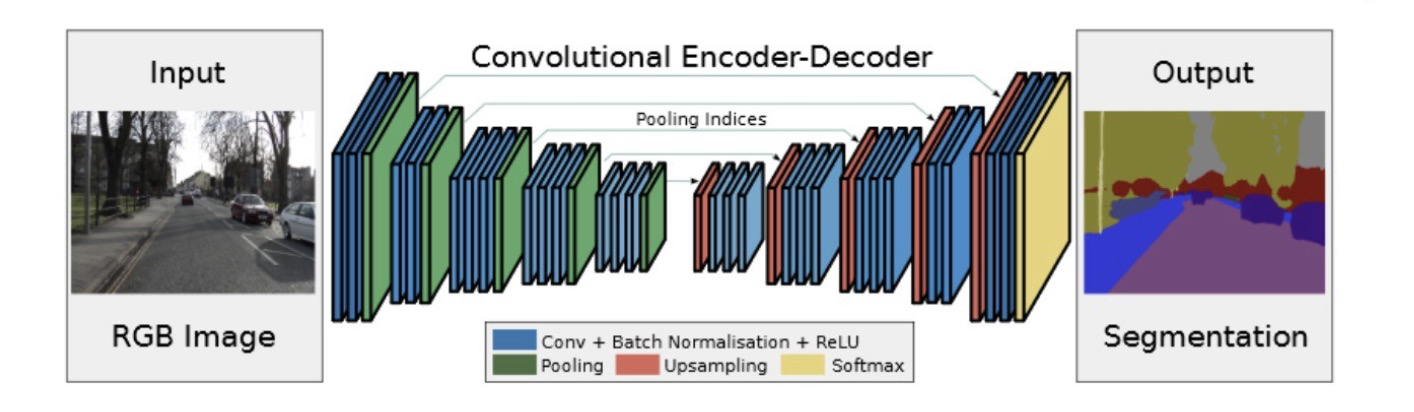 Input
RGB Image
Convolutional Encoder-Decoder
Pooling Indices
Conv + Batch Normalisation + ReLU
Pooling Upsampling Softmax
Output
Segmentation